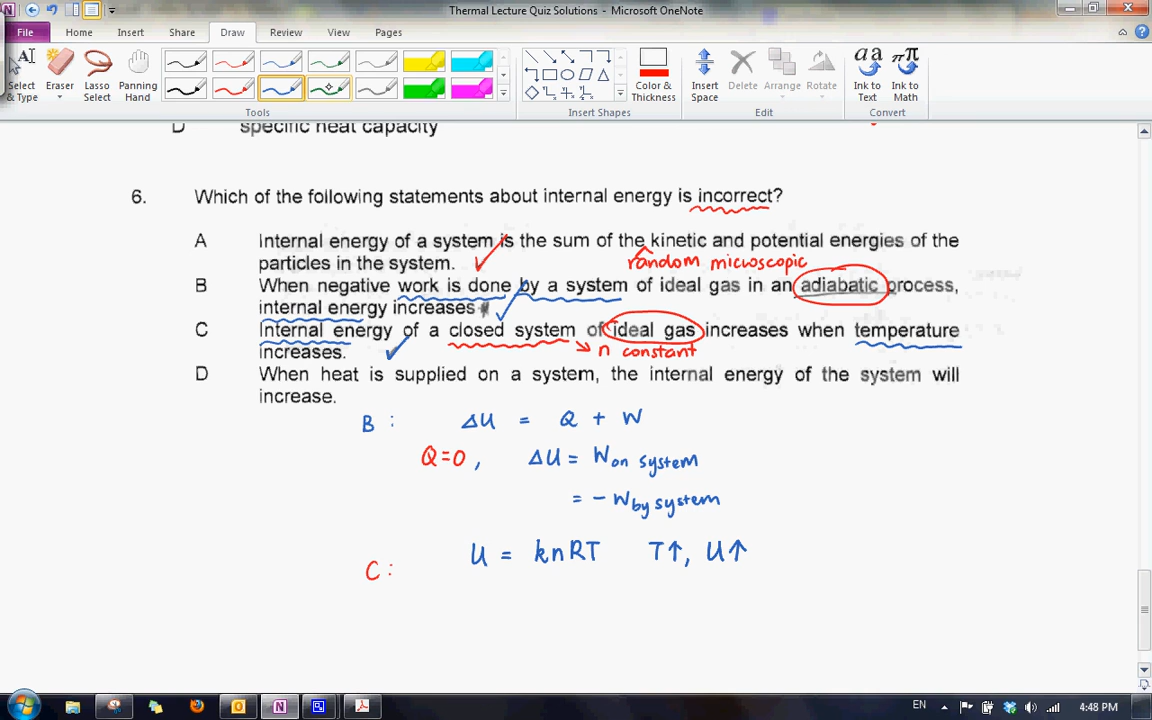 Thermal Lecture Quiz Solutions - Microsoft OneNote
File Home Insert Share Draw Review View Pages
Select & Type
Eraser
Lasso Select
Panning Hand
Color & Thickness
Insert Space
Delete
Arrange
Rotate
Ink to Text
Ink to Math
Tools
Insert Shapes
Edit
Convert
D specific heat capacity
6. Which of the following statements about internal energy is incorrect?
A Internal energy of a system is the sum of the kinetic and potential energies of the
particles in the system.
random microscopic
B When negative work is done by a system of ideal gas in an adiabatic process,
internal energy increases
C Internal energy of a closed system of ideal gas increases when temperature
increases.
n constant
D When heat is supplied on a system, the internal energy of the system will
increase.
B : ΔU = Q + W
Q=0, ΔU = W on system
= - W by system
C : U = knRT T↑, U↑
EN 4:48 PM